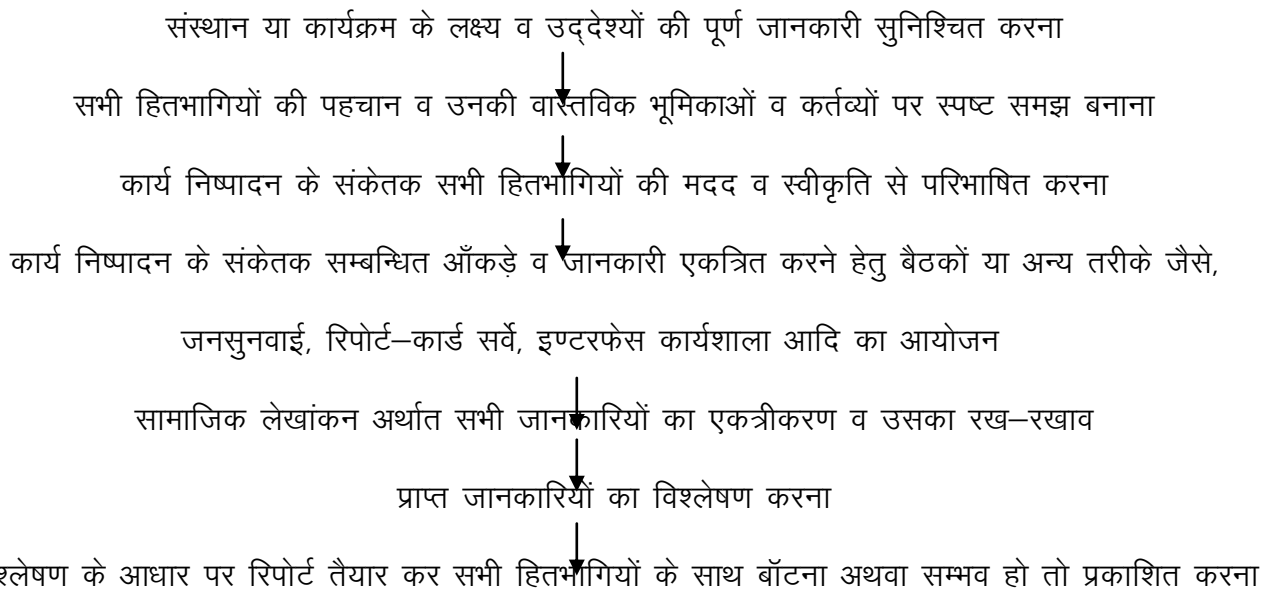 संस्थान या कार्यक्रम के लक्ष्य व उद्देश्यों की पूर्ण जानकारी सुनिश्चित करना
सभी हितभागियों की पहचान व उनकी वास्तविक भूमिकाओं व कर्तव्यों पर स्पष्ट समझ बनाना
कार्य निष्पादन के संकेतक सभी हितभागियों की मदद व स्वीकृति से परिभाषित करना
कार्य निष्पादन के संकेतक सम्बन्धित आँकड़े व जानकारी एकत्रित करने हेतु बैठकों या अन्य तरीके जैसे,
जनसुनवाई, रिपोर्ट–कार्ड सर्वे, इण्टरफेस कार्यशाला आदि का आयोजन
सामाजिक लेखांकन अर्थात सभी जानकारियों का एकत्रीकरण व उसका रख–रखाव
प्राप्त जानकारियों का विश्लेषण करना
के आधार पर रिपोर्ट तैयार कर सभी हितभागियों के साथ बॉटना अथवा सम्भव हो तो प्रकाशित करना